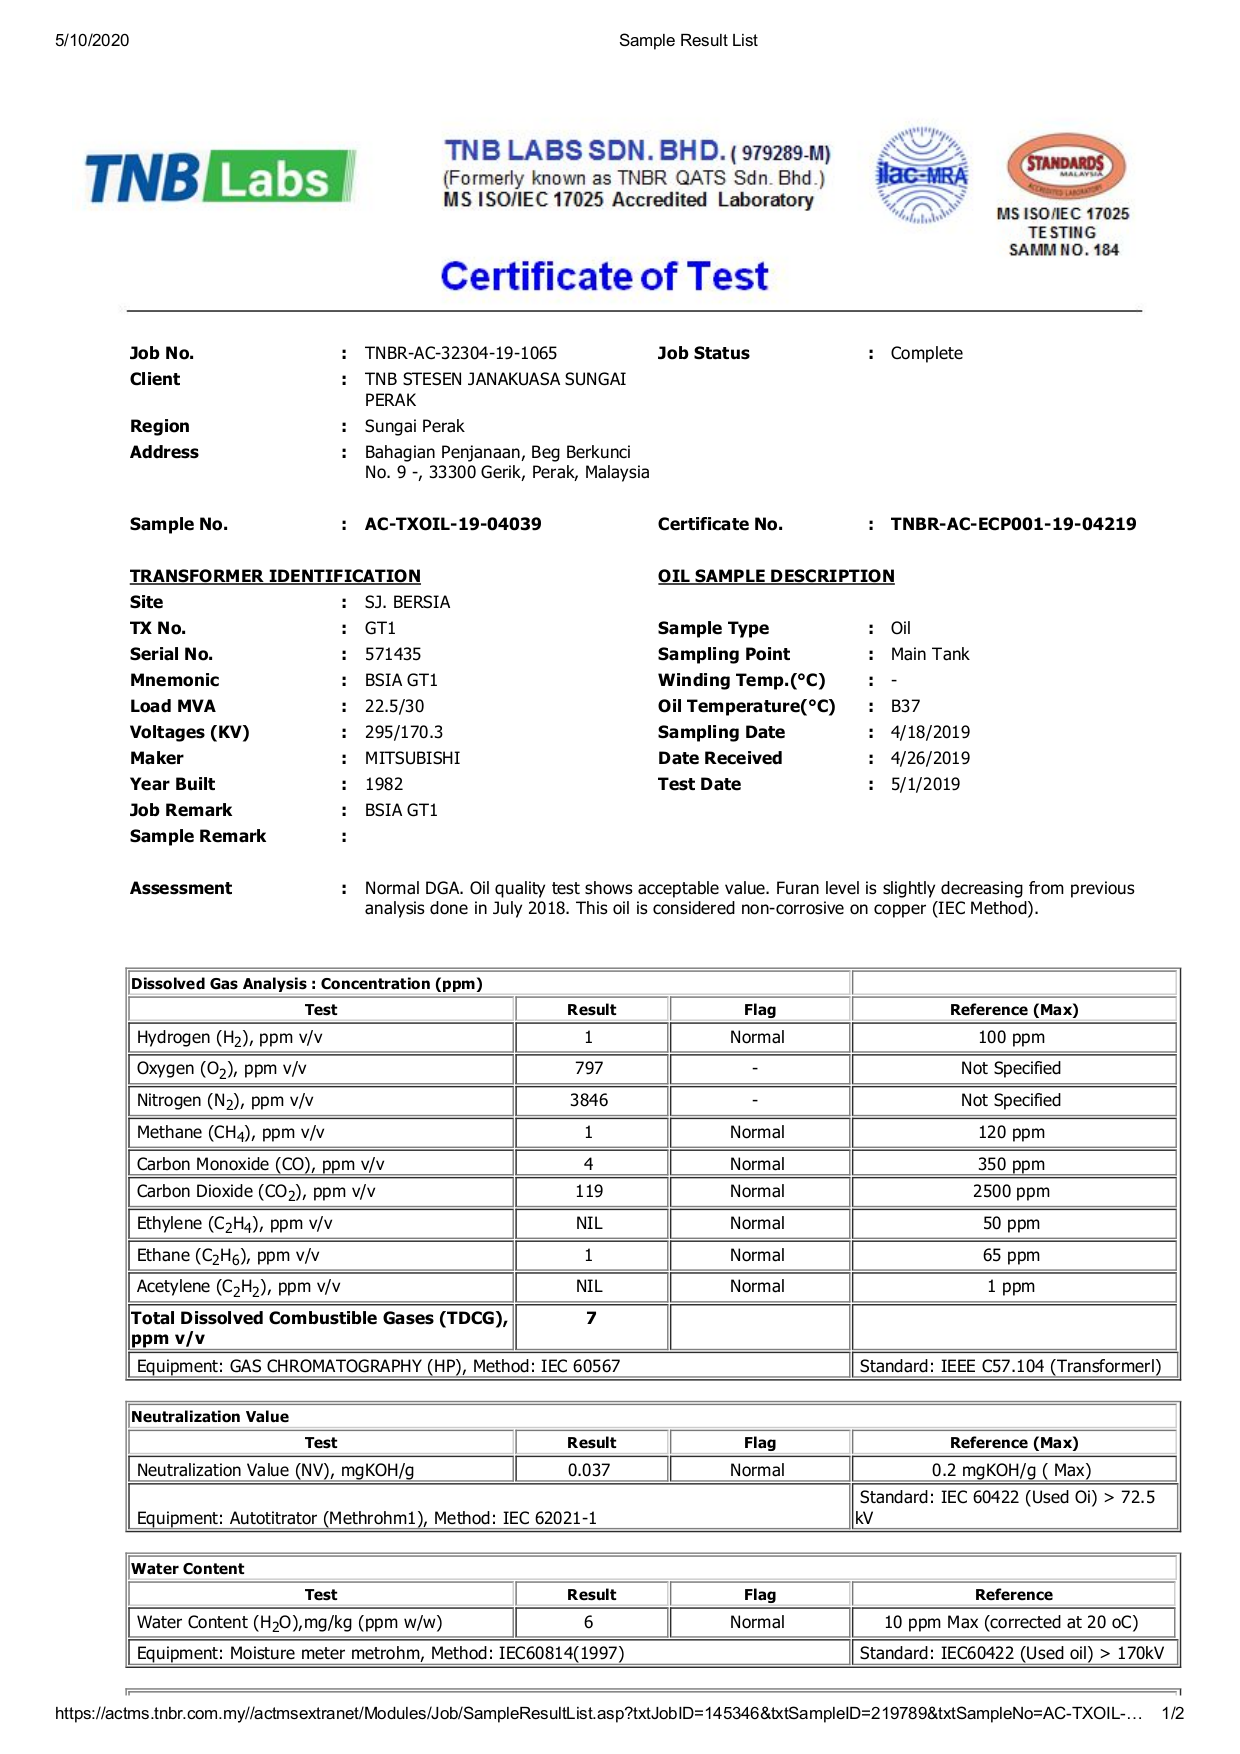 5/10/2020 Sample Result List
TNB Labs
TNB LABS SDN. BHD. ( 979289-M)
(Formerly known as TNBR QATS Sdn. Bhd.)
MS ISO/IEC 17025 Accredited Laboratory
ilac-MRA
STANDARDS
MALAYSIA
ACCREDITED LABORATORY
MS ISO/IEC 17025
TESTING
SAMM NO. 184
Certificate of Test
Job No. : TNBR-AC-32304-19-1065 Job Status : Complete
Client : TNB STESEN JANAKUASA SUNGAI
PERAK
Region : Sungai Perak
Address : Bahagian Penjanaan, Beg Berkunci
No. 9 -, 33300 Gerik, Perak, Malaysia
Sample No. : AC-TXOIL-19-04039 Certificate No. : TNBR-AC-ECP001-19-04219
TRANSFORMER IDENTIFICATION OIL SAMPLE DESCRIPTION
Site : SJ. BERSIA
TX No. : GT1 Sample Type : Oil
Serial No. : 571435 Sampling Point : Main Tank
Mnemonic : BSIA GT1 Winding Temp.(°C) : -
Load MVA : 22.5/30 Oil Temperature(°C) : B37
Voltages (KV) : 295/170.3 Sampling Date : 4/18/2019
Maker : MITSUBISHI Date Received : 4/26/2019
Year Built : 1982 Test Date : 5/1/2019
Job Remark : BSIA GT1
Sample Remark :
Assessment : Normal DGA. Oil quality test shows acceptable value. Furan level is slightly decreasing from previous
analysis done in July 2018. This oil is considered non-corrosive on copper (IEC Method).
Dissolved Gas Analysis : Concentration (ppm)
Test Result Flag Reference (Max)
Hydrogen (H2), ppm v/v 1 Normal 100 ppm
Oxygen (O2), ppm v/v 797 - Not Specified
Nitrogen (N2), ppm v/v 3846 - Not Specified
Methane (CH4), ppm v/v 1 Normal 120 ppm
Carbon Monoxide (CO), ppm v/v 4 Normal 350 ppm
Carbon Dioxide (CO2), ppm v/v 119 Normal 2500 ppm
Ethylene (C2H4), ppm v/v NIL Normal 50 ppm
Ethane (C2H6), ppm v/v 1 Normal 65 ppm
Acetylene (C2H2), ppm v/v NIL Normal 1 ppm
Total Dissolved Combustible Gases (TDCG), 7
ppm v/v
Equipment: GAS CHROMATOGRAPHY (HP), Method: IEC 60567 Standard: IEEE C57.104 (Transformerl)
Neutralization Value
Test Result Flag Reference (Max)
Neutralization Value (NV), mgKOH/g 0.037 Normal 0.2 mgKOH/g ( Max)
Standard: IEC 60422 (Used Oi) > 72.5
Equipment: Autotitrator (Methrohm1), Method: IEC 62021-1 kV
Water Content
Test Result Flag Reference
Water Content (H2O),mg/kg (ppm w/w) 6 Normal 10 ppm Max (corrected at 20 oC)
Equipment: Moisture meter metrohm, Method: IEC60814(1997) Standard: IEC60422 (Used oil) > 170kV
https://actms.tnbr.com.my//actmsextranet/Modules/Job/SampleResultList.asp?txtJobID=145346&txtSampleID=219789&txtSampleNo=AC-TXOIL-… 1/2